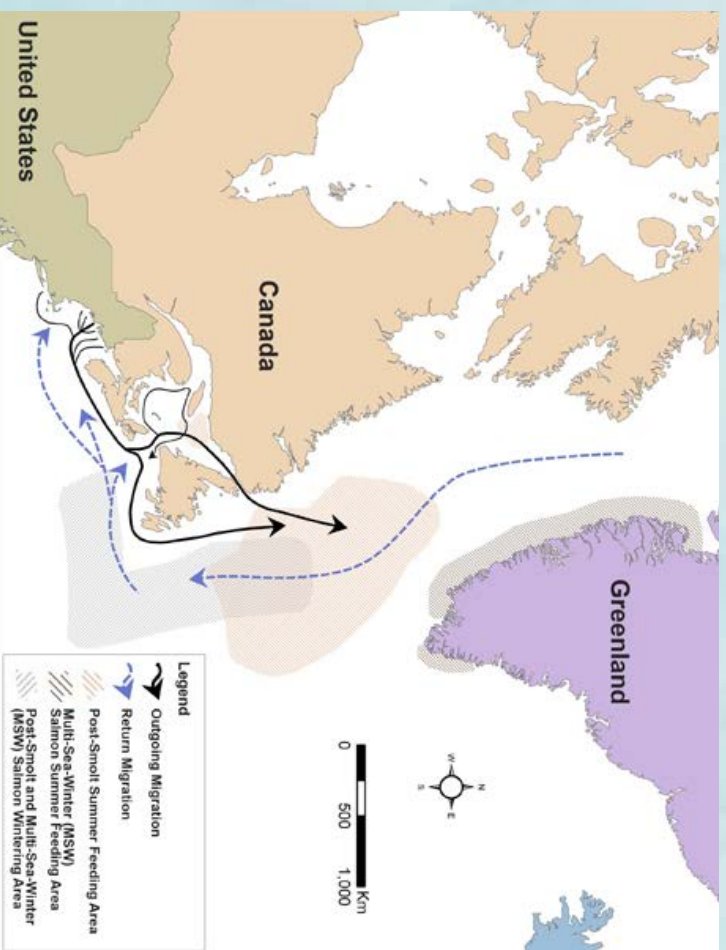 United States
Canada
Greenland
N
W
E
S
0 500 1,000
Km
Legend
Outgoing Migration
Return Migration
Post-Smolt Summer Feeding Area
Multi-Sea-Winter (MSW)
Salmon Summer Feeding Area
Post-Smolt and Multi-Sea-Winter
(MSW) Salmon Wintering Area